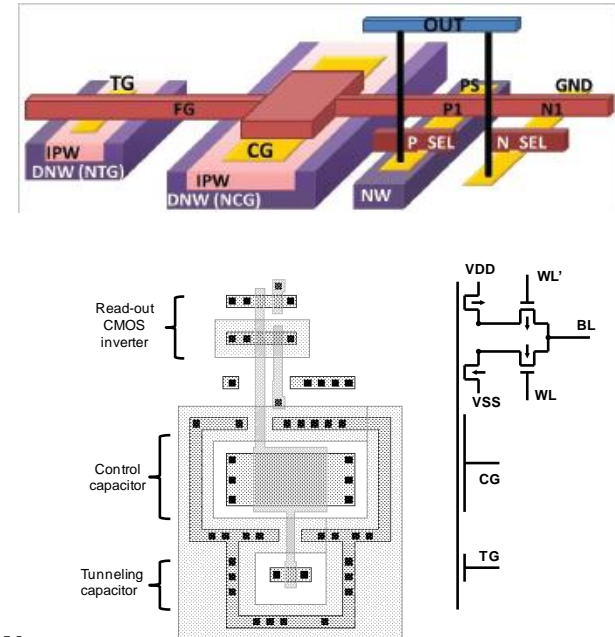 OUT
TG
PS
GND
FG
P1
N1
P_SEL
N_SEL
CG
IPW
DNW (NTG)
IPW
DNW (NCG)
NW
VDD
WL'
Read-out
CMOS
inverter
BL
VSS
WL
Control
capacitor
CG
Tunneling
capacitor
TG